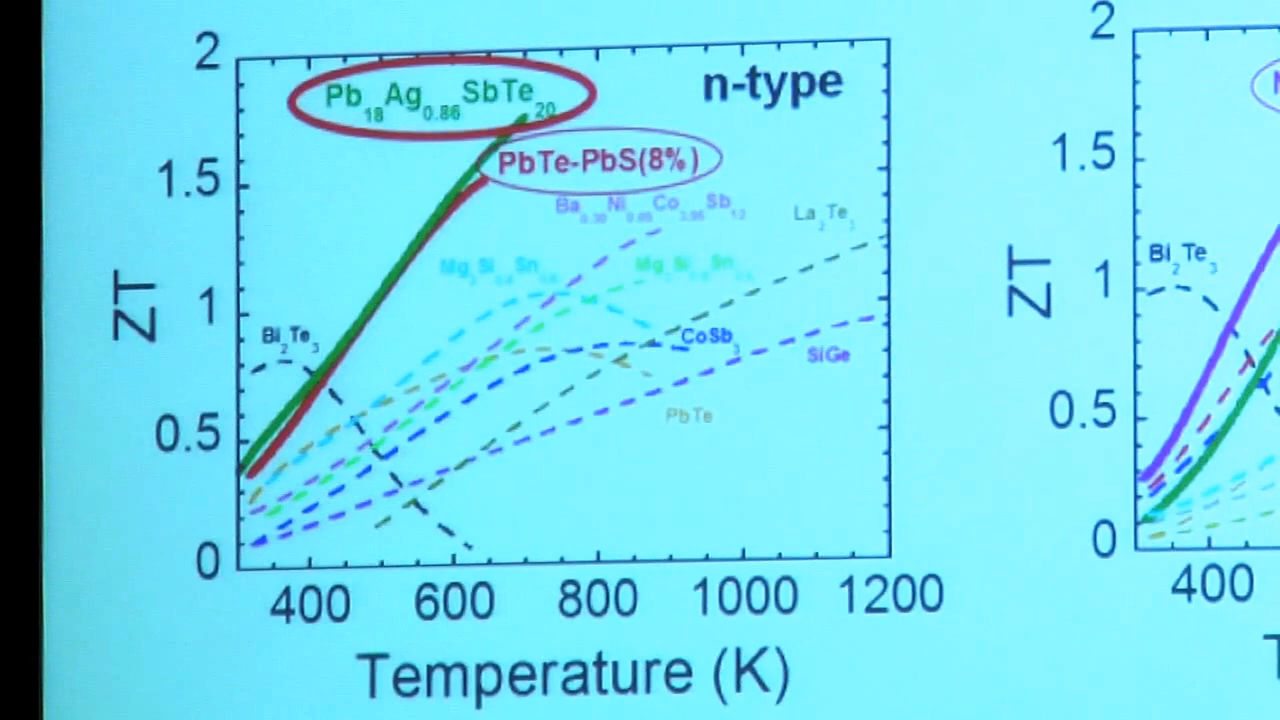 2
n-type
Pb18Ag0.86SbTe20
PbTe-PbS(8%)
1.5
La2Te
Bi2Te3
1
ZT
CoSb3
SiGe
PbTe
0.5
0
400 600 800 1000 1200
Temperature (K)
2
1.5
Bi2Te3
1
ZT
0.5
0
400